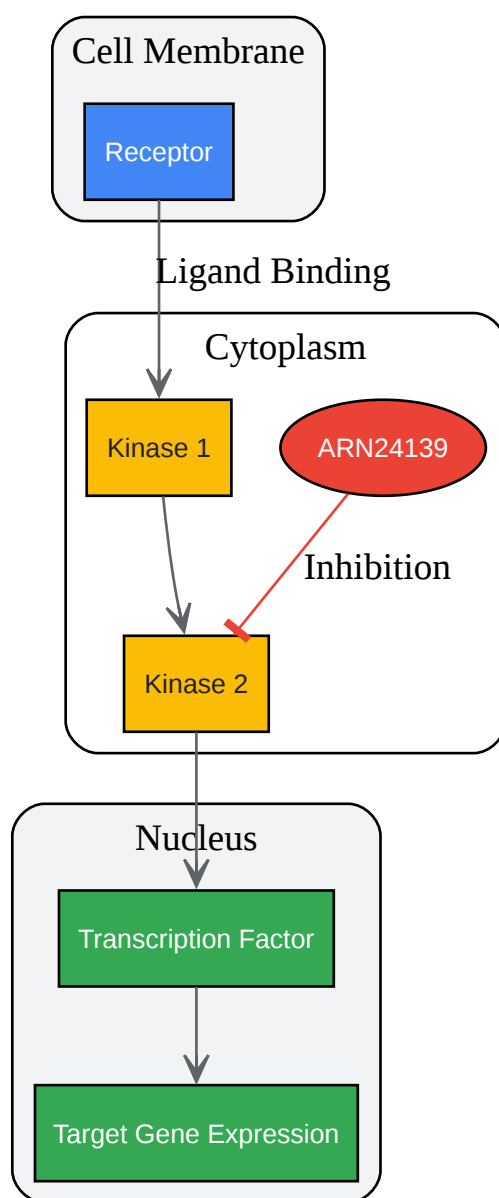 Cell Membrane
Receptor
Ligand Binding
Cytoplasm
Kinase 1
ARN24139
Inhibition
Kinase 2
Nucleus
Transcription Factor
Target Gene Expression